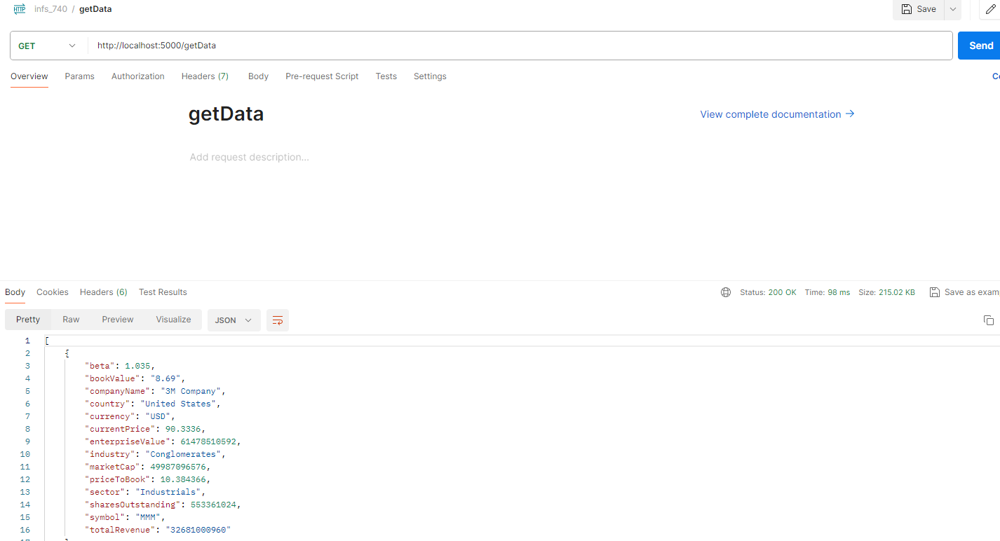 HTTP infs_740 / getData Save
GET http://localhost:5000/getData Send
Overview Params Authorization Headers (7) Body Pre-request Script Tests Settings
getData View complete documentation →
Add request description...
Body Cookies Headers (6) Test Results Status: 200 OK Time: 98 ms Size: 215.02 KB Save as exam
Pretty Raw Preview Visualize JSON
1 [
2 {
3 "beta": 1.035,
4 "bookValue": "8.69",
5 "companyName": "3M Company",
6 "country": "United States",
7 "currency": "USD",
8 "currentPrice": 90.3336,
9 "enterpriseValue": 61478510592,
10 "industry": "Conglomerates",
11 "marketCap": 49987096576,
12 "priceToBook": 10.384366,
13 "sector": "Industrials",
14 "sharesOutstanding": 553361024,
15 "symbol": "MMM",
16 "totalRevenue": "32681000960"